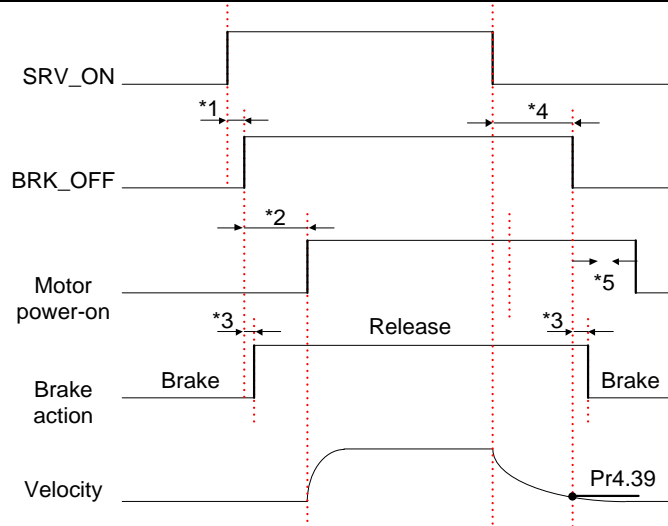 SRV_ON
*1
*4
BRK_OFF
*2
*5
Motor
power-on
*3
Release
*3
Brake
Brake
Brake
action
Pr4.39
Velocity